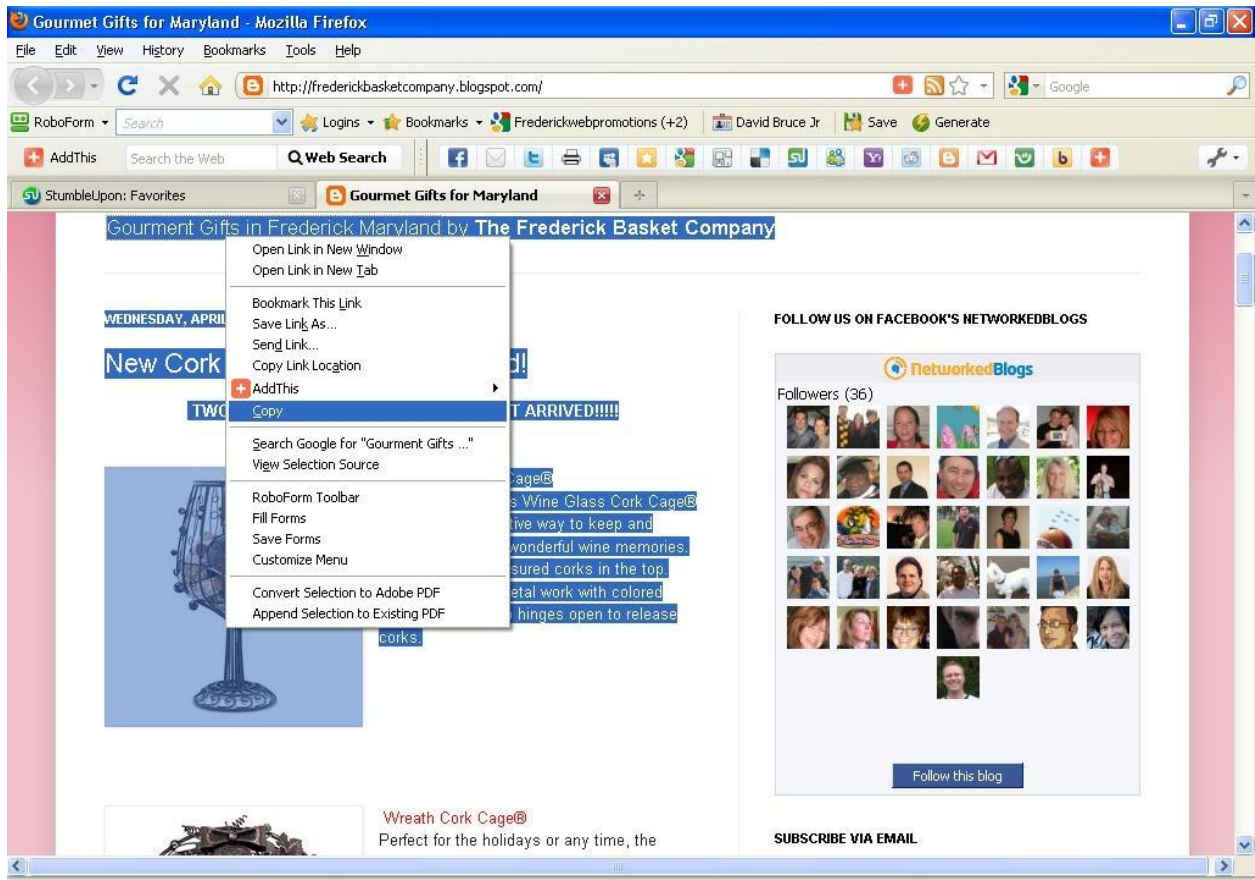 Gourmet Gifts for Maryland - Mozilla Firefox
File Edit View History Bookmarks Tools Help
http://frederickbasketcompany.blogspot.com/ Google
RoboForm Search Logins Bookmarks Frederickwebpromotions (+2) David Bruce Jr Save Generate
AddThis Search the Web Web Search
StumbleUpon: Favorites Gourmet Gifts for Maryland
Gourment Gifts in Frederick Maryland by The Frederick Basket Company
Open Link in New Window
Open Link in New Tab
Bookmark This Link
Save Link As...
Send Link...
Copy Link Location
AddThis
Copy
Search Google for "Gourment Gifts ..."
View Selection Source
RoboForm Toolbar
Fill Forms
Save Forms
Customize Menu
Convert Selection to Adobe PDF
Append Selection to Existing PDF
WEDNESDAY, APRIL
New Cork d!
TWO T ARRIVED!!!!!
Cage®
s Wine Glass Cork Cage®
tive way to keep and
wonderful wine memories.
sured corks in the top.
etal work with colored
hinges open to release
corks.
Wreath Cork Cage®
Perfect for the holidays or any time, the
FOLLOW US ON FACEBOOK'S NETWORKEDBLOGS
NetworkedBlogs
Followers (36)
Follow this blog
SUBSCRIBE VIA EMAIL